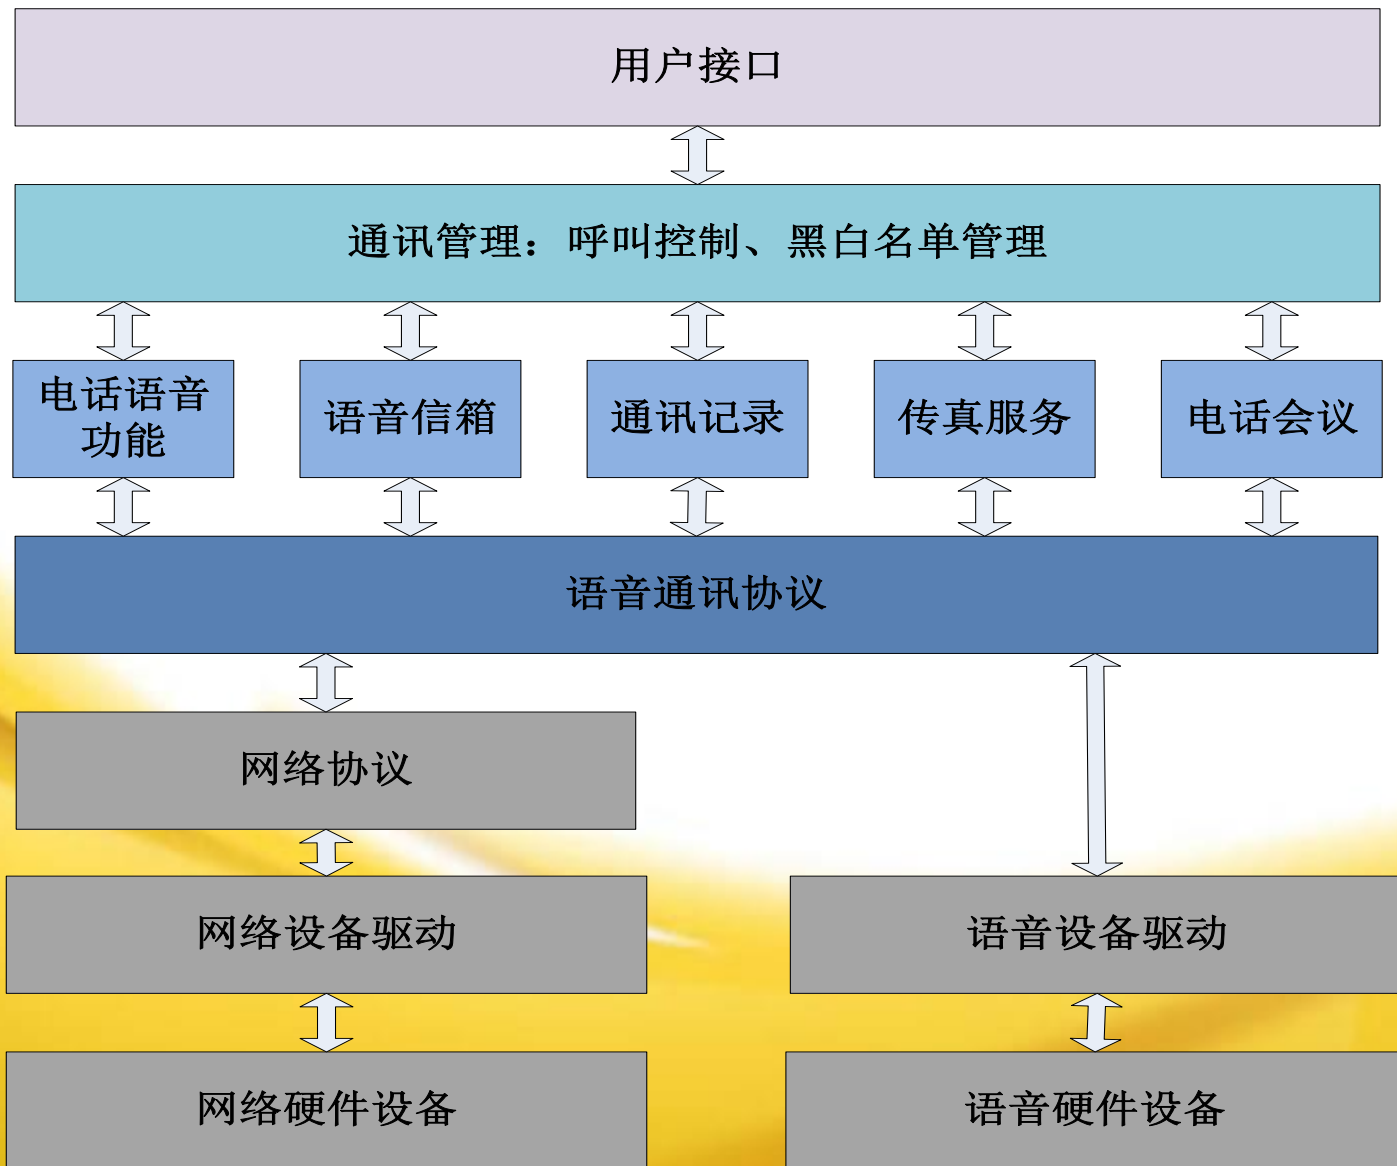 用户接口
通讯管理：呼叫控制、黑白名单管理
电话语音
功能
语音信箱
通讯记录
传真服务
电话会议
语音通讯协议
网络协议
网络设备驱动
语音设备驱动
网络硬件设备
语音硬件设备